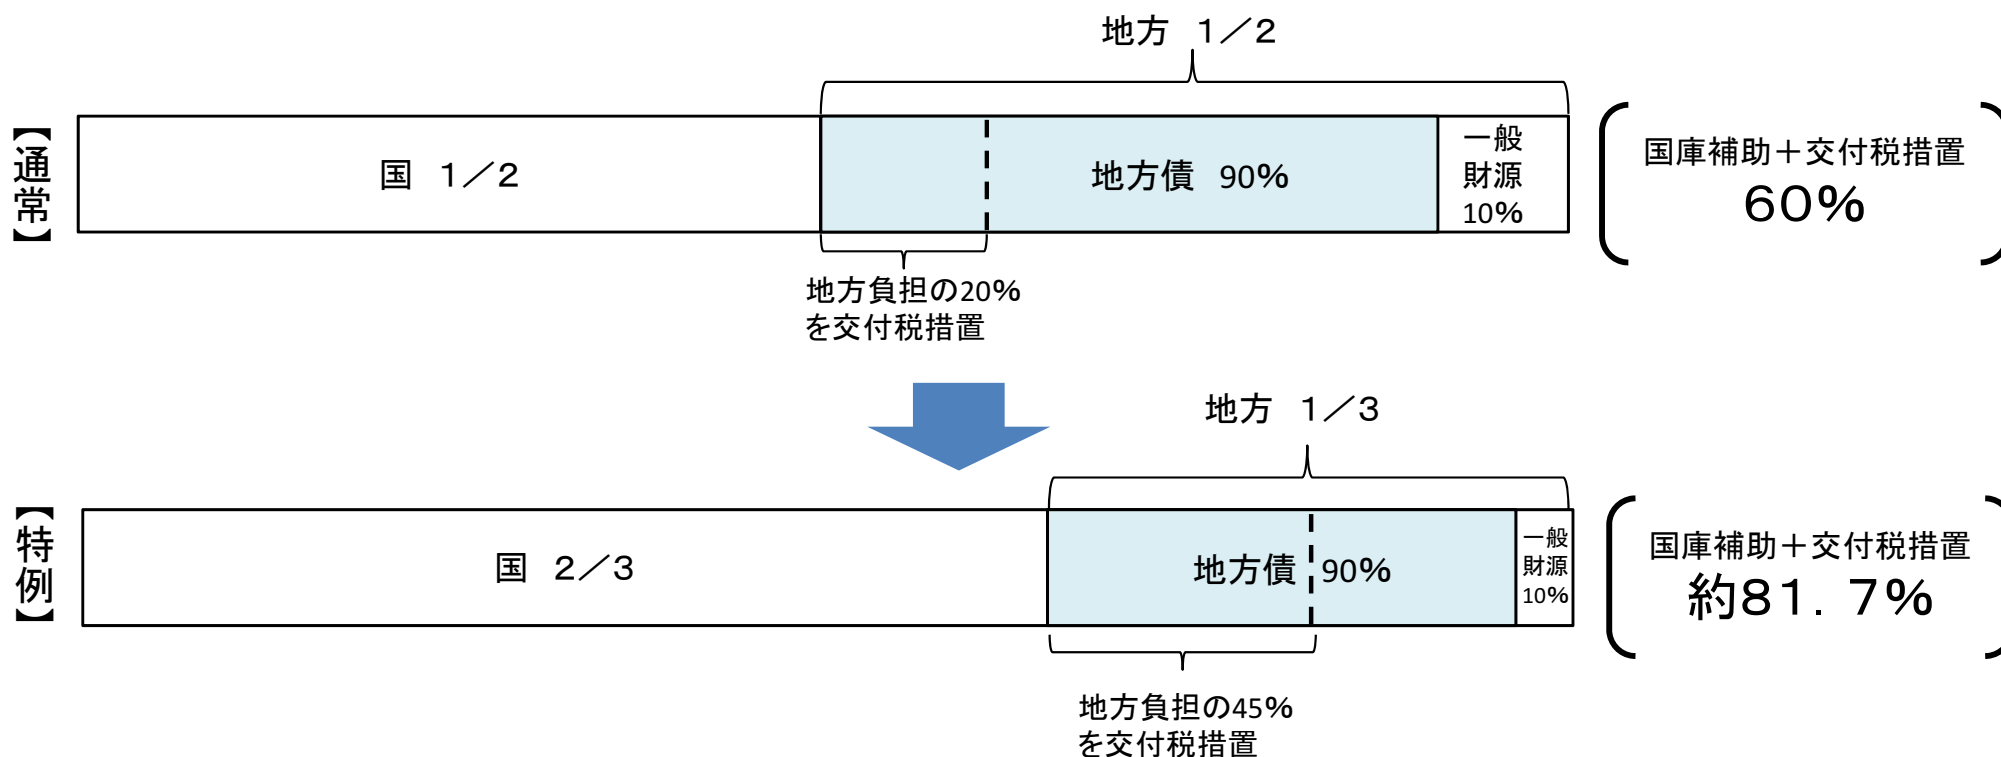 地方 1／2
【通常】
国 1／2
地方債 90%
一般
財源
10%
国庫補助＋交付税措置
60%
地方負担の20%
を交付税措置
地方 1／3
【特例】
国 2／3
地方債 90%
一般
財源
10%
国庫補助＋交付税措置
約81．7%
地方負担の45%
を交付税措置